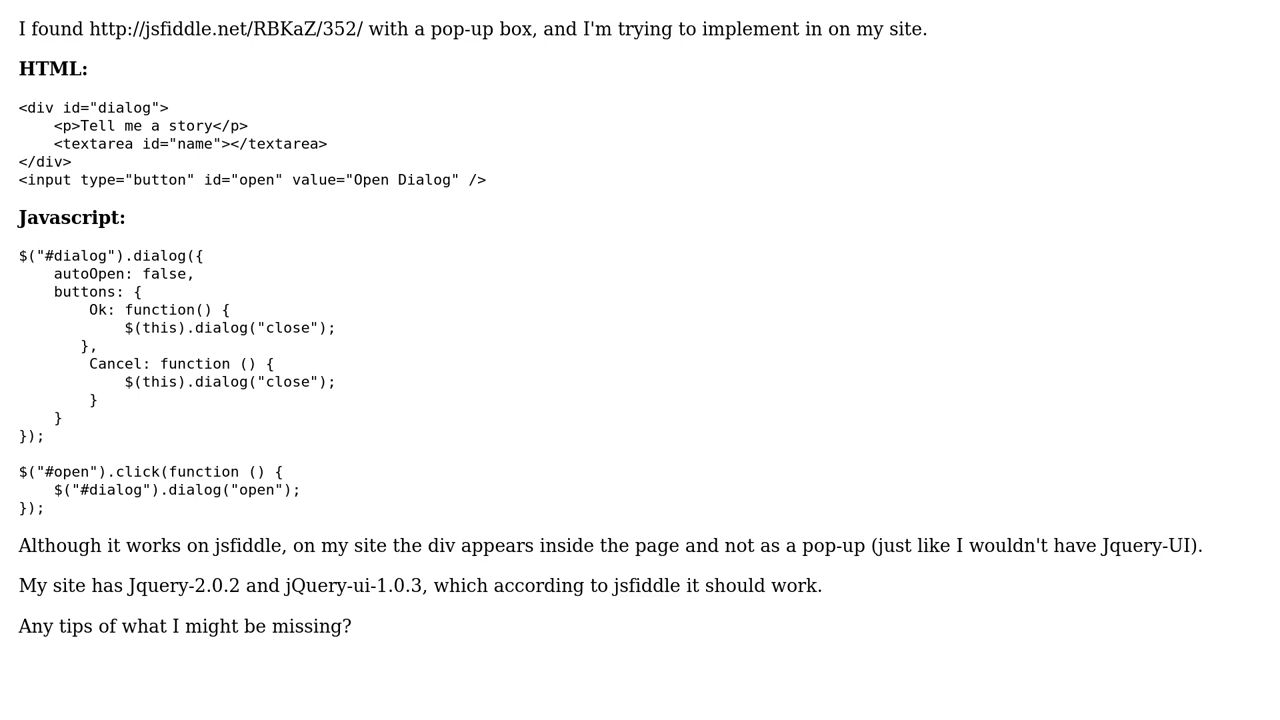 I found http://jsfiddle.net/RBKaZ/352/ with a pop-up box, and I'm trying to implement in on my site.
HTML:
<div id="dialog">
    <p>Tell me a story</p>
    <textarea id="name"></textarea>
</div>
<input type="button" id="open" value="Open Dialog" />
Javascript:
$("#dialog").dialog({
    autoOpen: false,
    buttons: {
        Ok: function() {
            $(this).dialog("close");
       },
        Cancel: function () {
            $(this).dialog("close");
        }
    }
});

$("#open").click(function () {
    $("#dialog").dialog("open");
});
Although it works on jsfiddle, on my site the div appears inside the page and not as a pop-up (just like I wouldn't have Jquery-UI).
My site has Jquery-2.0.2 and jQuery-ui-1.0.3, which according to jsfiddle it should work.
Any tips of what I might be missing?